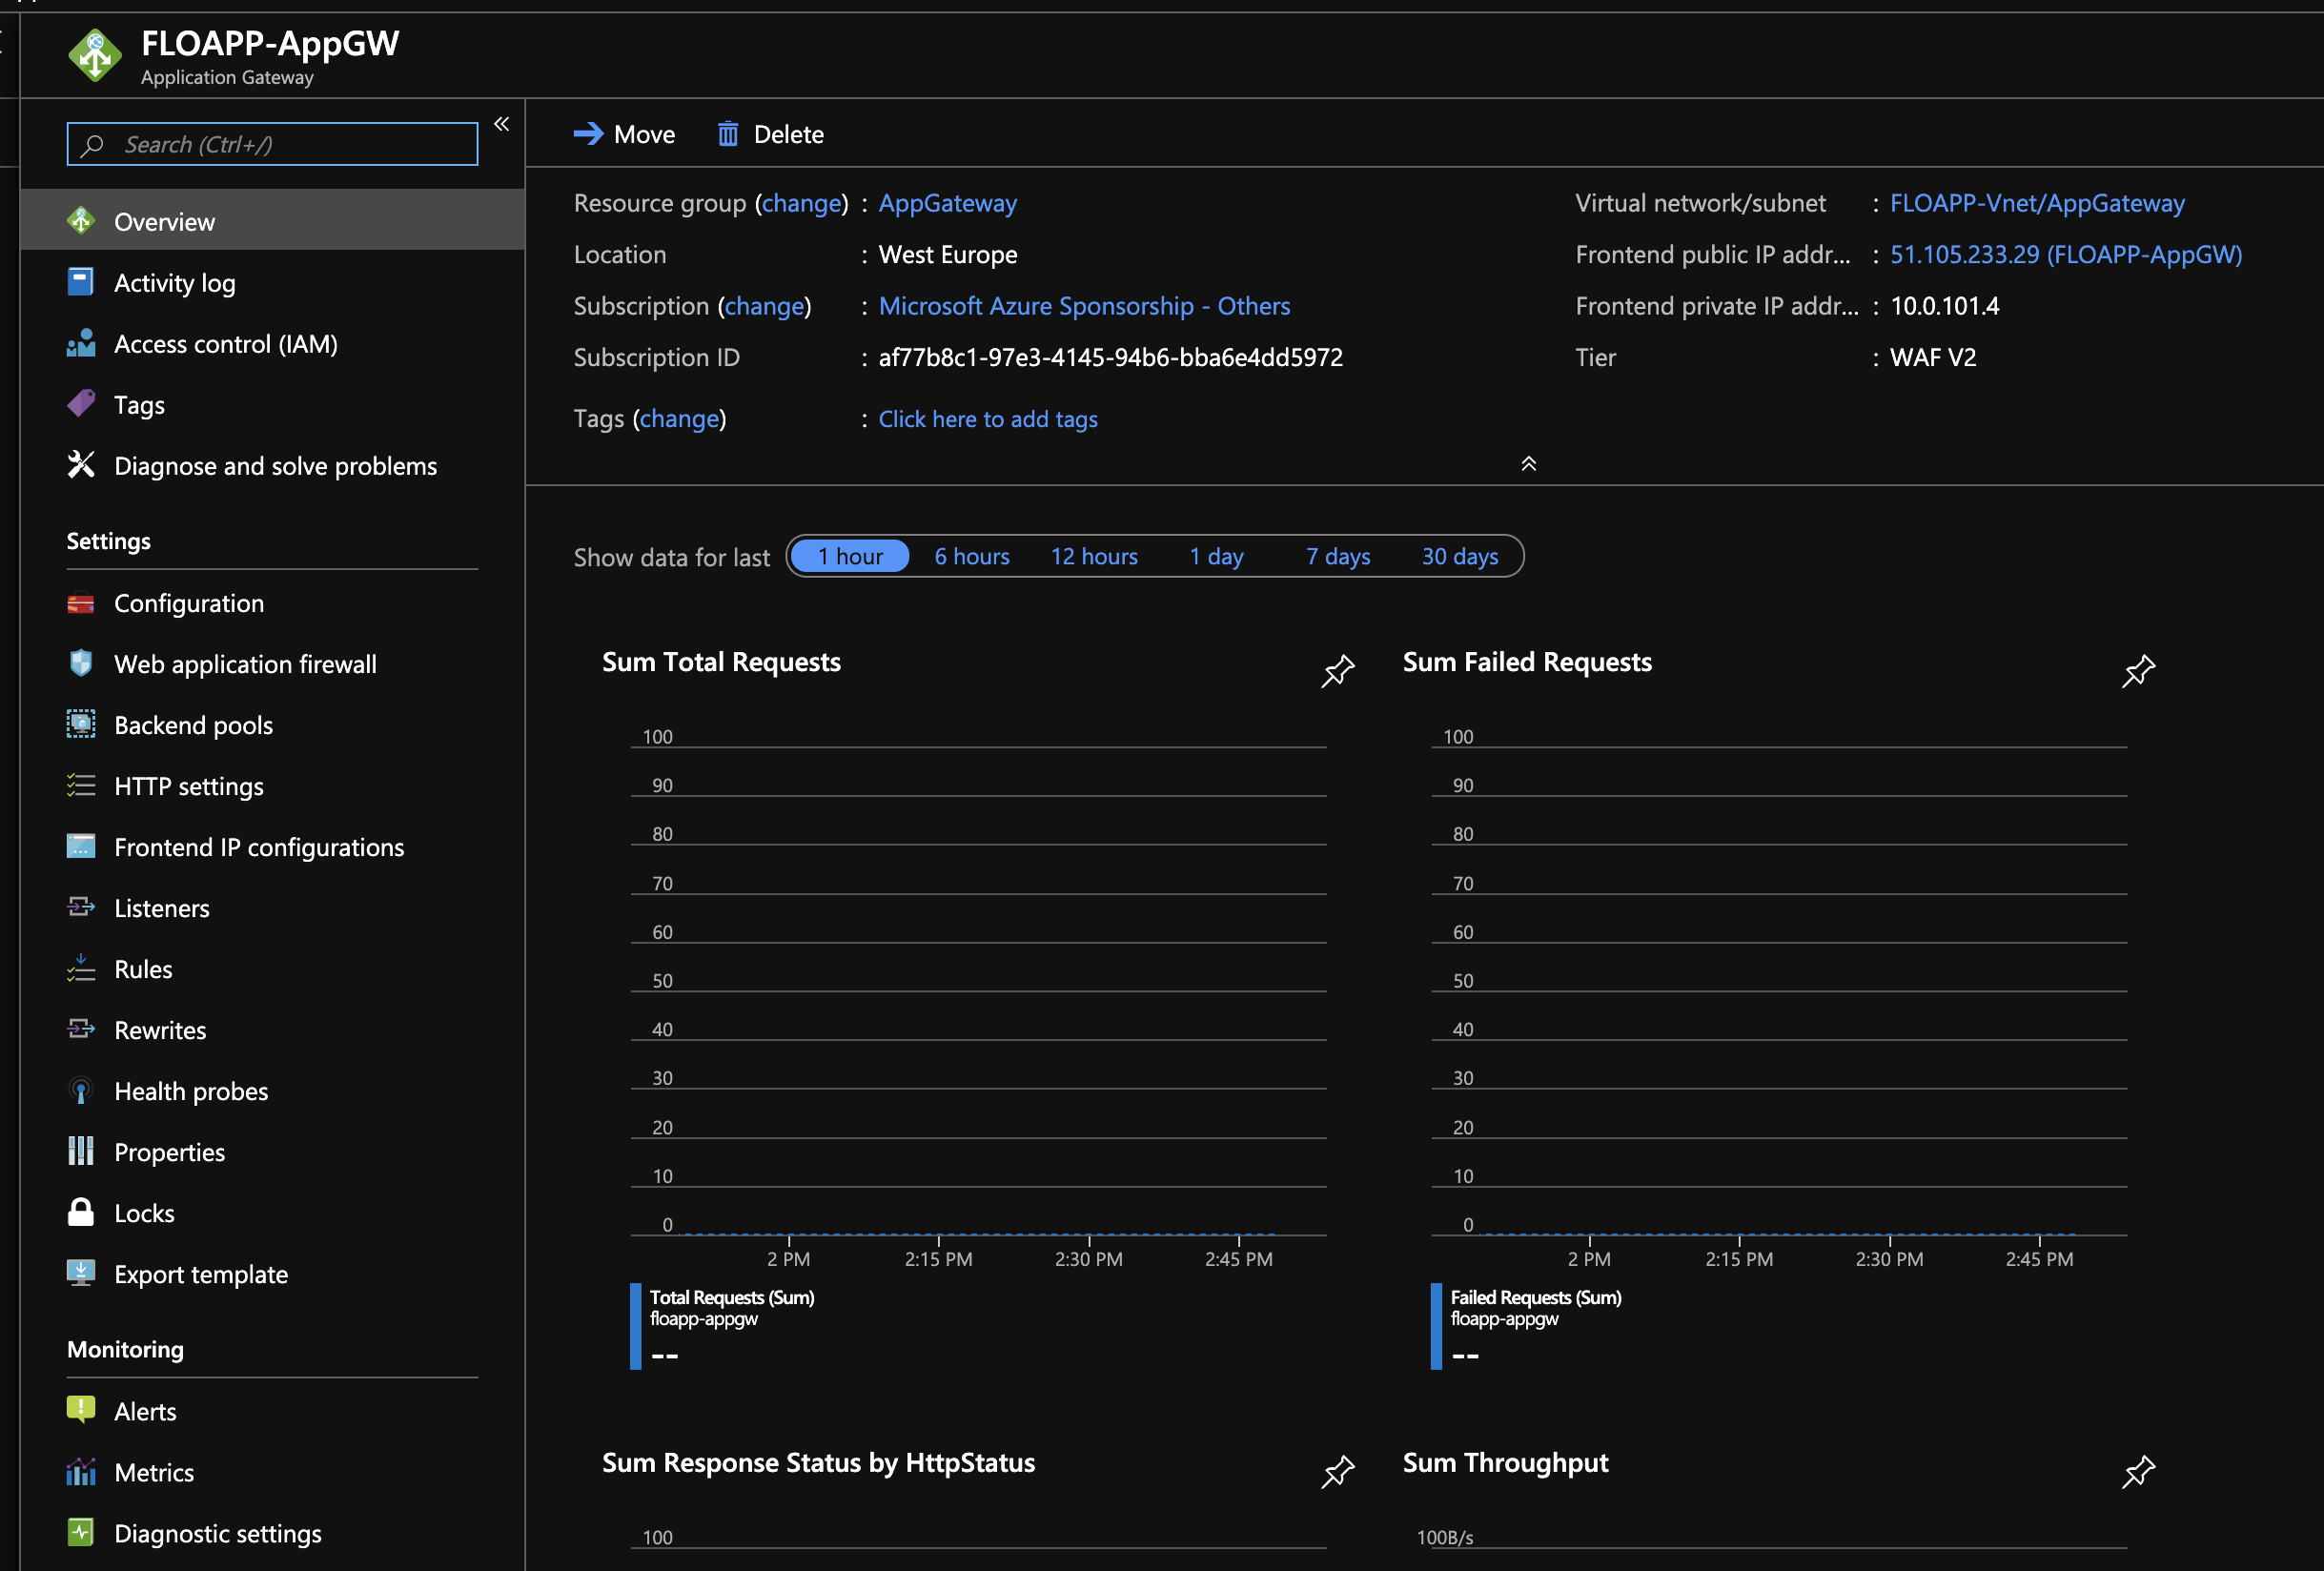 FLOAPP-AppGW
Application Gateway
Search (Ctrl+/)
Overview
Activity log
Access control (IAM)
Tags
Diagnose and solve problems
Settings
Configuration
Web application firewall
Backend pools
HTTP settings
Frontend IP configurations
Listeners
Rules
Rewrites
Health probes
Properties
Locks
Export template
Monitoring
Alerts
Metrics
Diagnostic settings
Move Delete
Resource group (change) : AppGateway
Location : West Europe
Subscription (change) : Microsoft Azure Sponsorship - Others
Subscription ID : af77b8c1-97e3-4145-94b6-bba6e4dd5972
Tags (change) : Click here to add tags
Virtual network/subnet : FLOAPP-Vnet/AppGateway
Frontend public IP addr... : 51.105.233.29 (FLOAPP-AppGW)
Frontend private IP addr... : 10.0.101.4
Tier : WAF V2
Show data for last 1 hour 6 hours 12 hours 1 day 7 days 30 days
Sum Total Requests
100
90
80
70
60
50
40
30
20
10
0
2 PM 2:15 PM 2:30 PM 2:45 PM
Total Requests (Sum)
floapp-appgw
--
Sum Failed Requests
100
90
80
70
60
50
40
30
20
10
0
2 PM 2:15 PM 2:30 PM 2:45 PM
Failed Requests (Sum)
floapp-appgw
--
Sum Response Status by HttpStatus
100
Sum Throughput
100B/s